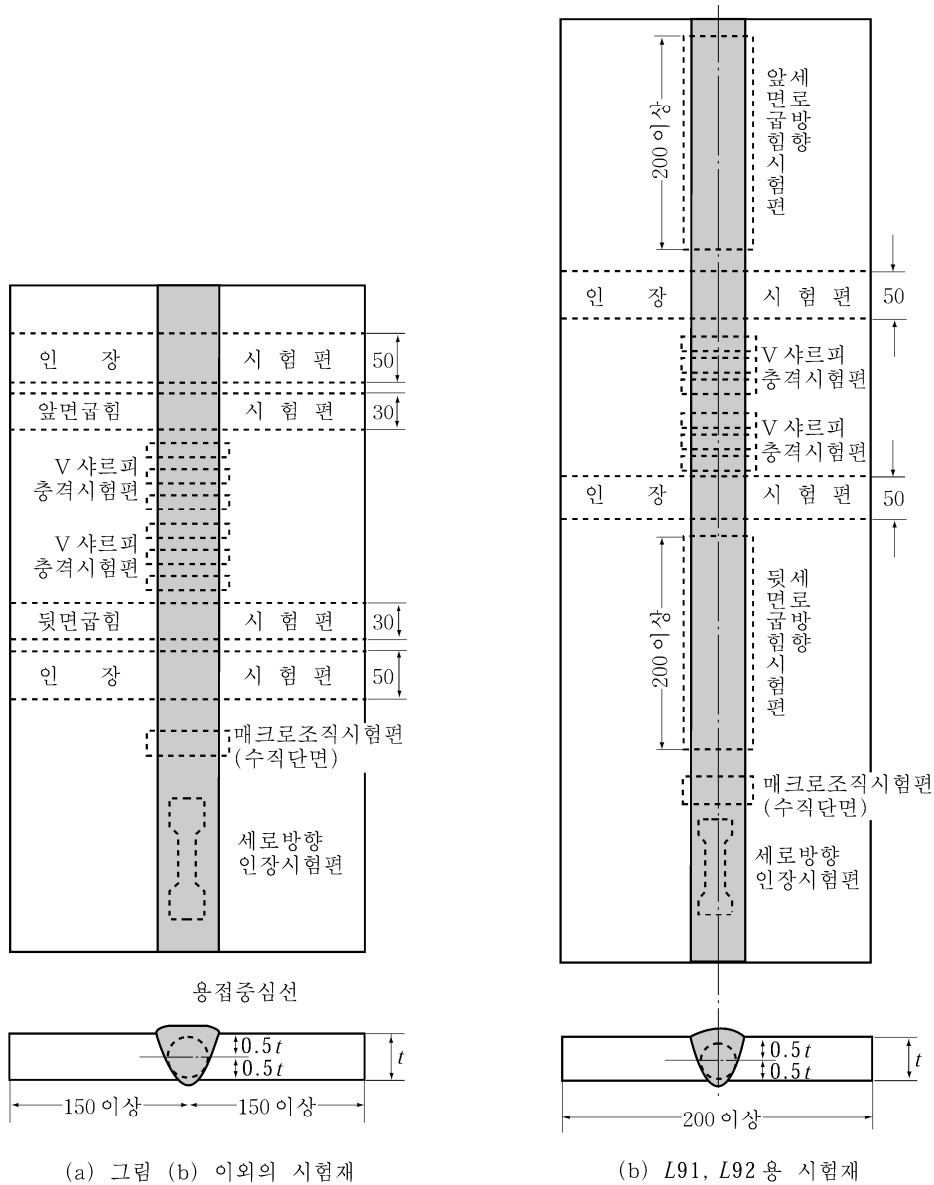 인 장 시 험 편 50
앞면굽힘 시 험 편 30
V 샤르피
충격시험편
V 샤르피
충격시험편
뒷면굽힘 시 험 편 30
인 장 시 험 편 50
매크로조직시험편
(수직단면)
세로방향
인장시험편
용접중심선
0.5t
0.5t
t
150 이상
150 이상
(a) 그림 (b) 이외의 시험재
200 이상
세로방향
앞면굽힘시험편
인 장 시 험 편 50
V 샤르피
충격시험편
V 샤르피
충격시험편
인 장 시 험 편 50
200 이상
세로방향
뒷면굽힘시험편
매크로조직시험편
(수직단면)
세로방향
인장시험편
0.5t
0.5t
t
200 이상
(b) L91, L92 용 시험재